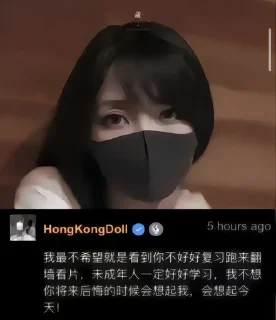 藏
HongKongDoll
5 hours ago
我最不希望就是看到你不好好复习跑来翻
墙看片，未成年人一定好好学习，我不想
你将来后悔的时候会想起我，会想起今
天！